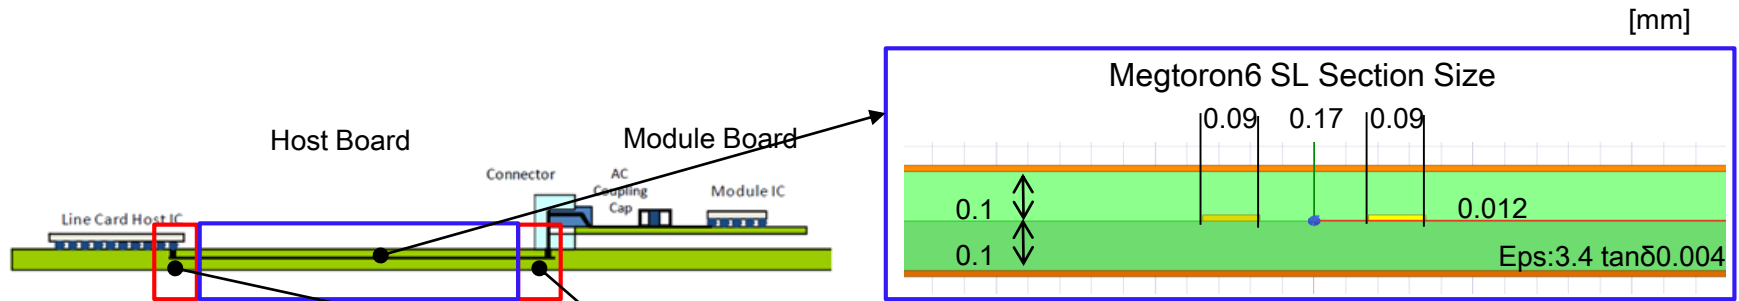 [mm]
Megtoron6 SL Section Size
0.09 0.17 0.09
Host Board
Module Board
Connector
AC
Coupling
Cap
Module IC
Line Card Host IC
0.1
0.012
0.1
Eps:3.4 tanδ0.004